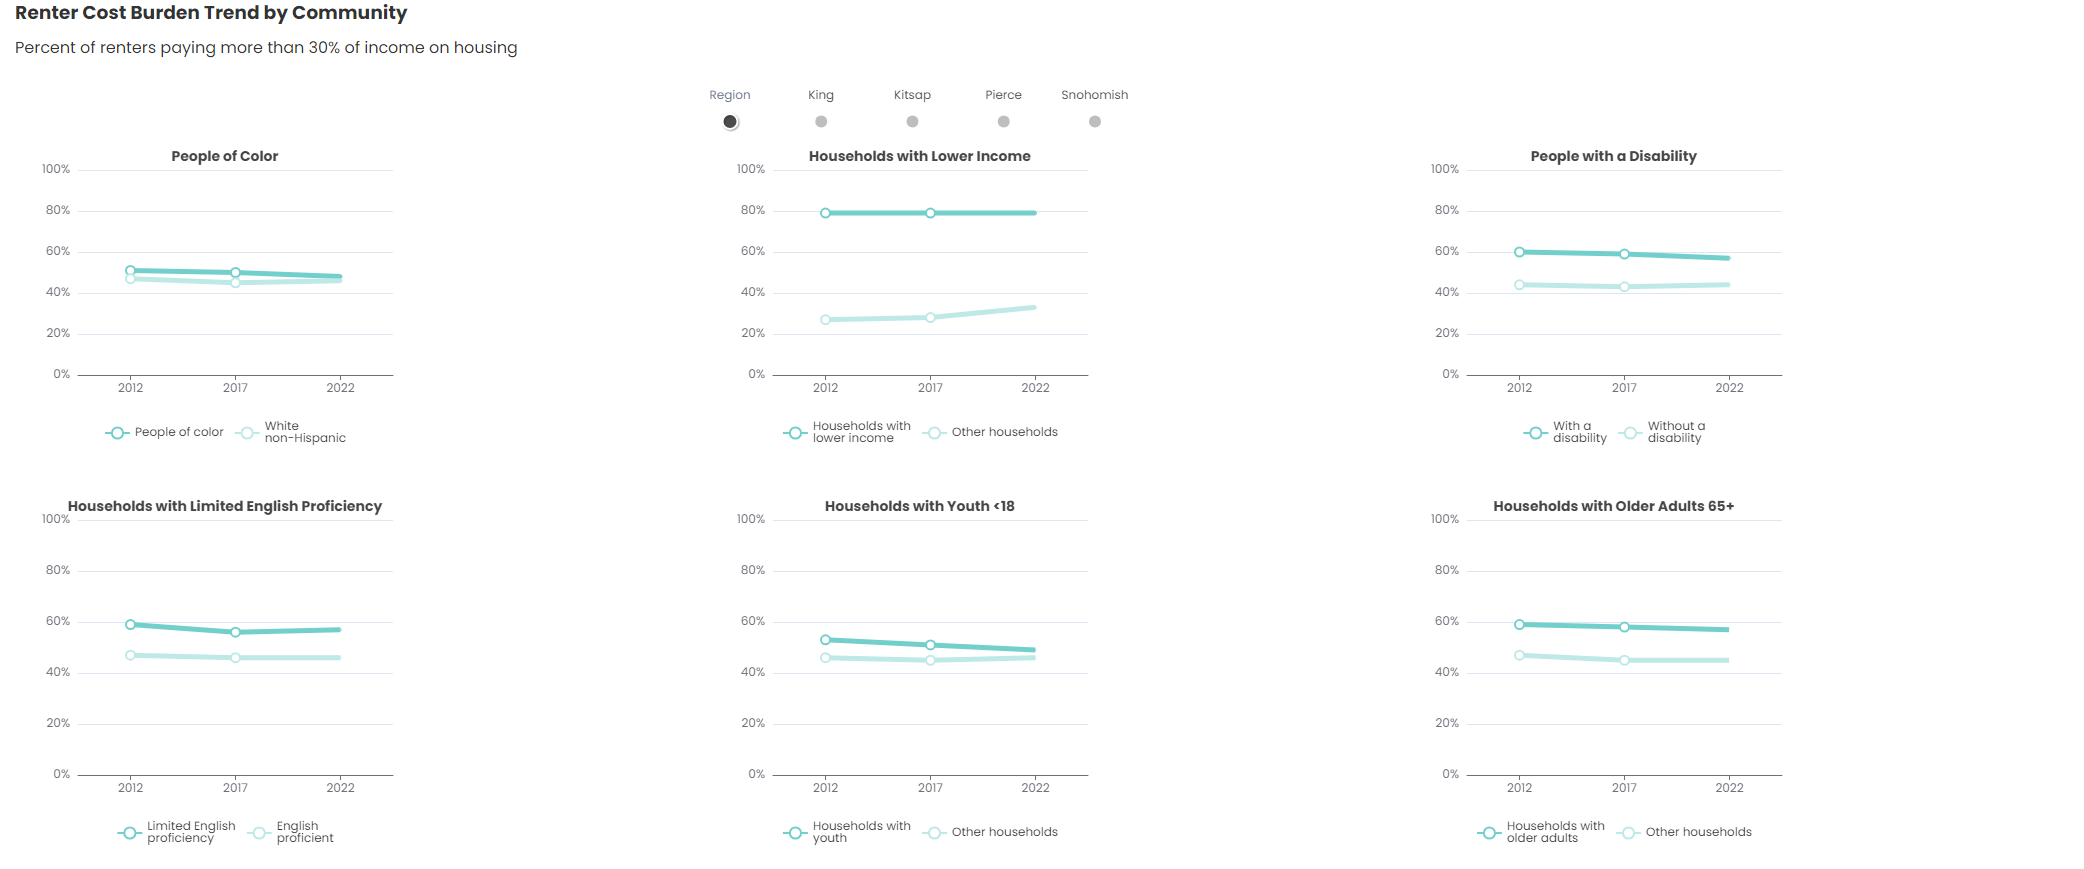 Renter Cost Burden Trend by Community
Percent of renters paying more than 30% of income on housing
Region King Kitsap Pierce Snohomish
People of Color
100%
80%
60%
40%
20%
0%
2012 2017 2022
People of color
White
non-Hispanic
Households with Lower Income
100%
80%
60%
40%
20%
0%
2012 2017 2022
Households with
lower income
Other households
People with a Disability
100%
80%
60%
40%
20%
0%
2012 2017 2022
With a
disability
Without a
disability
Households with Limited English Proficiency
100%
80%
60%
40%
20%
0%
2012 2017 2022
Limited English
proficiency
English
proficient
Households with Youth <18
100%
80%
60%
40%
20%
0%
2012 2017 2022
Households with
youth
Other households
Households with Older Adults 65+
100%
80%
60%
40%
20%
0%
2012 2017 2022
Households with
older adults
Other households